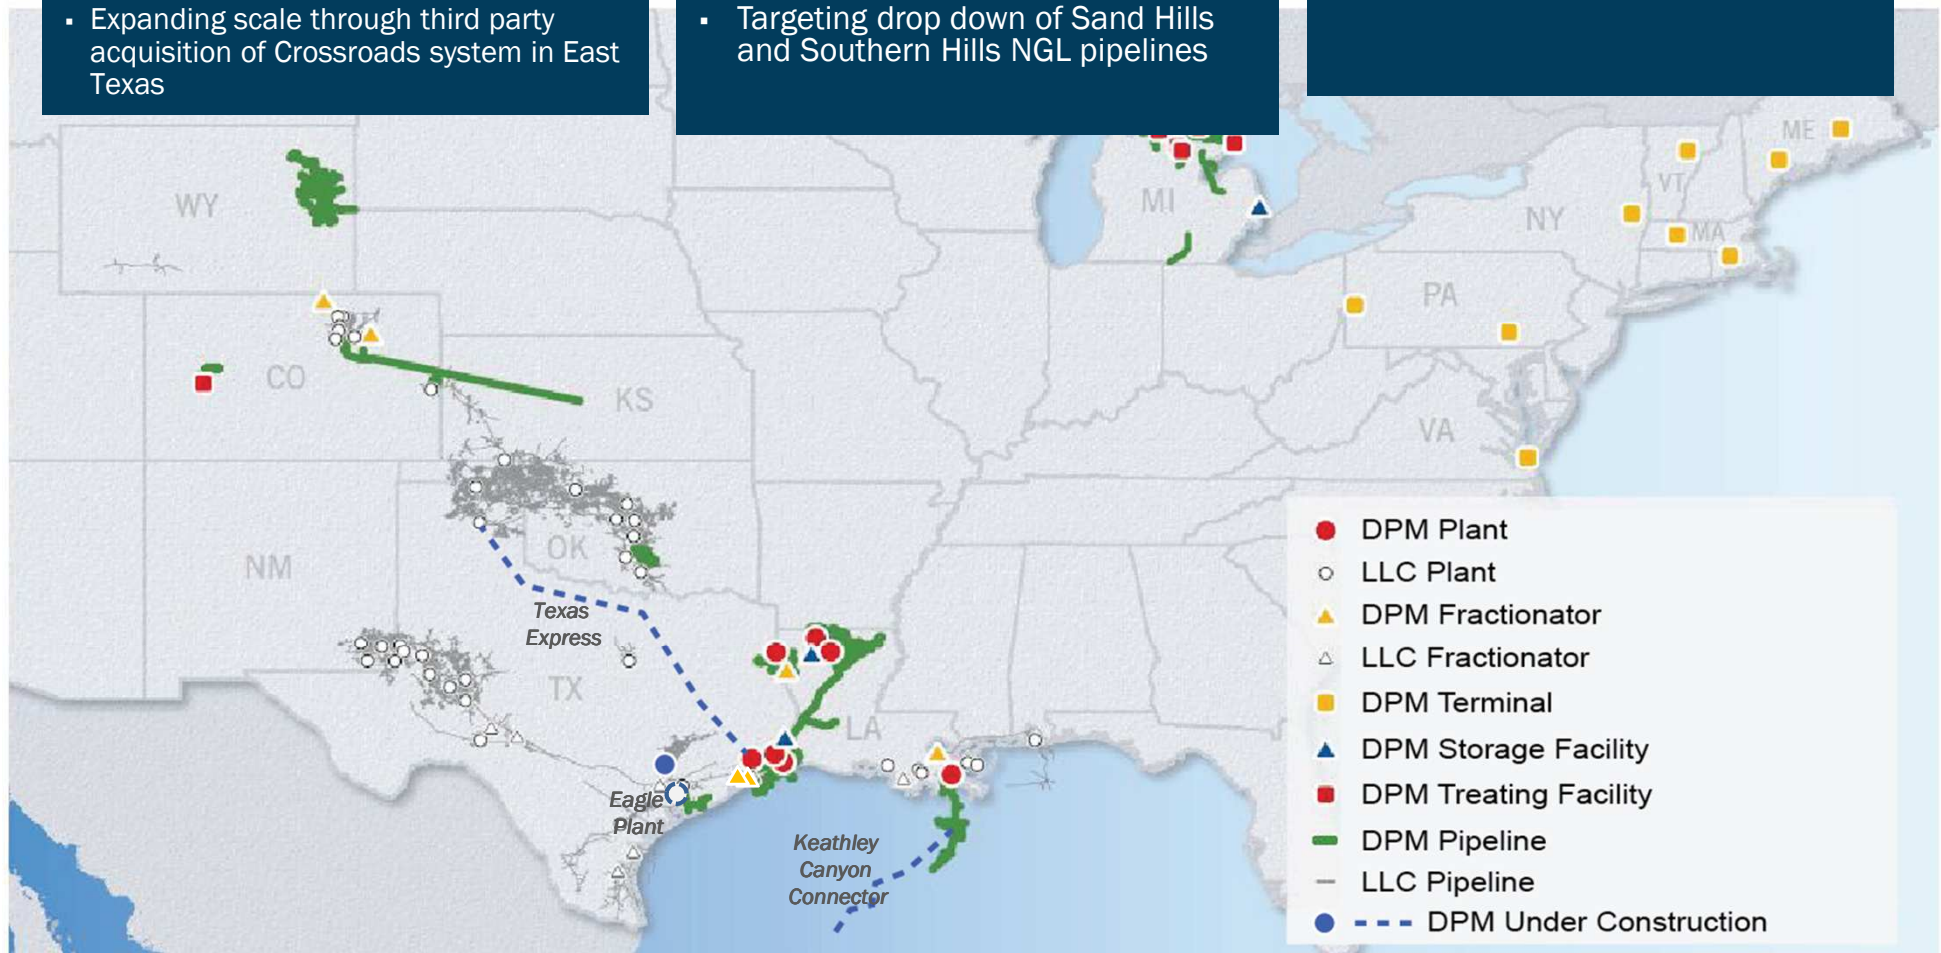 ▪ Expanding scale through third party
acquisition of Crossroads system in East
Texas
▪ Targeting drop down of Sand Hills
and Southern Hills NGL pipelines
ME
WY
MI
VT
NY
MA
PA
CO
KS
VA
OK
NM
Texas
Express
TX
LA
Eagle
Plant
Keathley
Canyon
Connector
DPM Plant
LLC Plant
DPM Fractionator
LLC Fractionator
DPM Terminal
DPM Storage Facility
DPM Treating Facility
DPM Pipeline
LLC Pipeline
DPM Under Construction